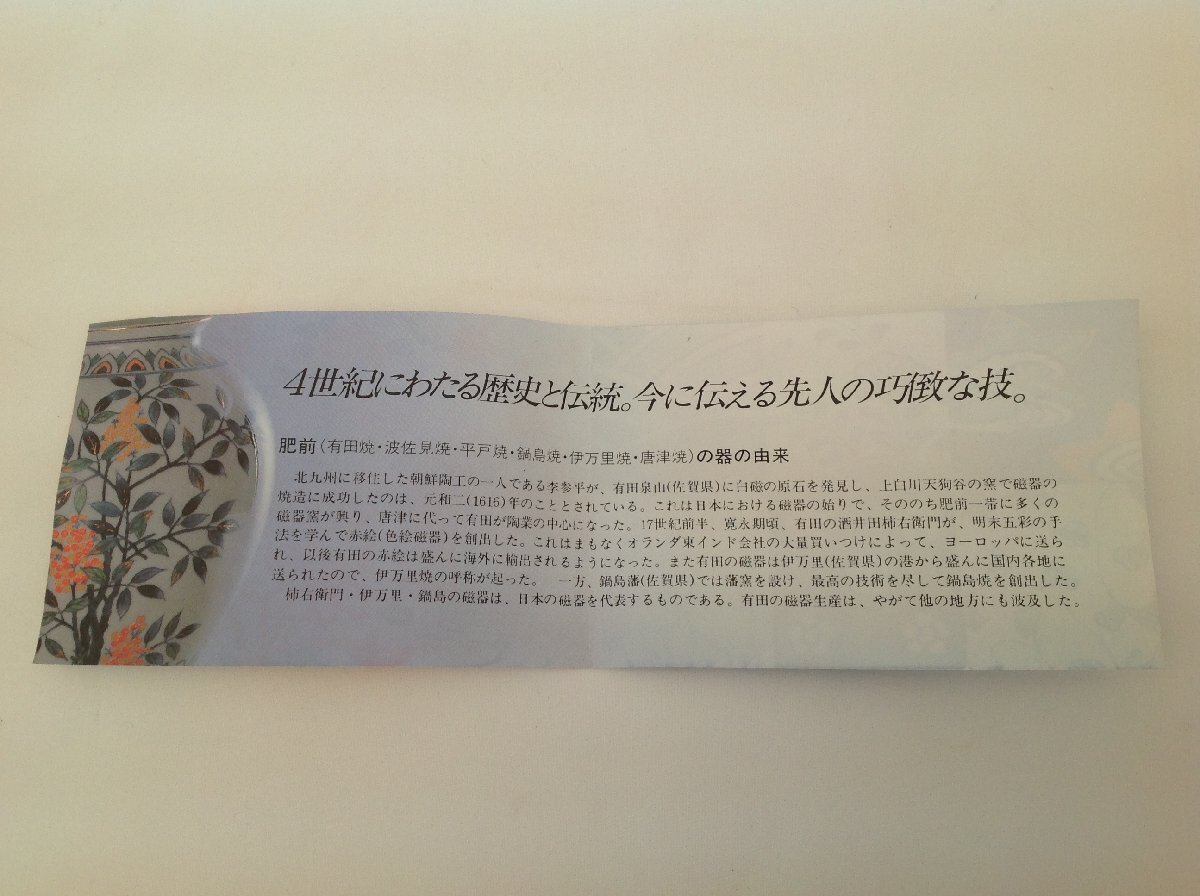 4世紀にわたる歴史と伝統。今に伝える先人の巧緻な技。
肥前(有田焼・波佐見焼・平戸焼・鍋島焼・伊万里焼・唐津焼)の器の由来
北九州に移住した朝鮮陶工の一人である李参平が、有田泉山(佐賀県)に白磁の原石を発見し、上白川天狗谷の窯で磁器の
焼造に成功したのは、元和二(1616)年のこととされている。これは日本における磁器の始りで、そののち肥前一帯に多くの
磁器窯が興り、唐津に代って有田が陶業の中心になった。17世紀前半、寛永期頃、有田の酒井田柿右衛門が、明末五彩の手
法を学んで赤絵(色絵磁器)を創出した。これはまもなくオランダ東インド会社の大量買いつけによって、ヨーロッパに送ら
れ、以後有田の赤絵は盛んに海外に輸出されるようになった。また有田の磁器は伊万里(佐賀県)の港から盛んに国内各地に
送られたので、伊万里焼の呼称が起った。 一方、鍋島藩(佐賀県)では藩窯を設け、最高の技術を尽して鍋島焼を創出した。
柿右衛門・伊万里・鍋島の磁器は、日本の磁器を代表するものである。有田の磁器生産は、やがて他の地方にも波及した。